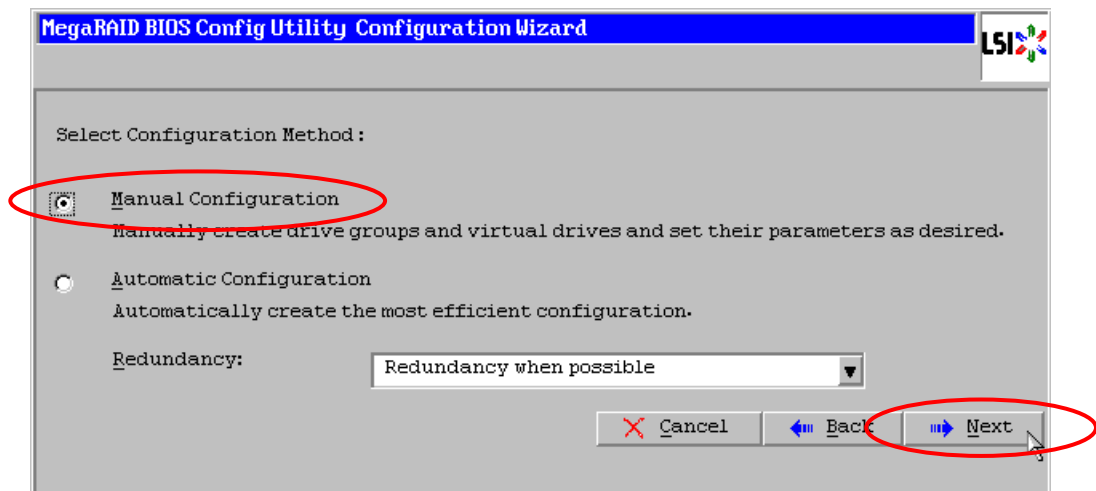 MegaRAID BIOS Config Utility Configuration Wizard
LSI
Select Configuration Method:
Manual Configuration
Manually create drive groups and virtual drives and set their parameters as desired.
Automatic Configuration
Automatically create the most efficient configuration.
Redundancy:
Redundancy when possible
Cancel
Back
Next